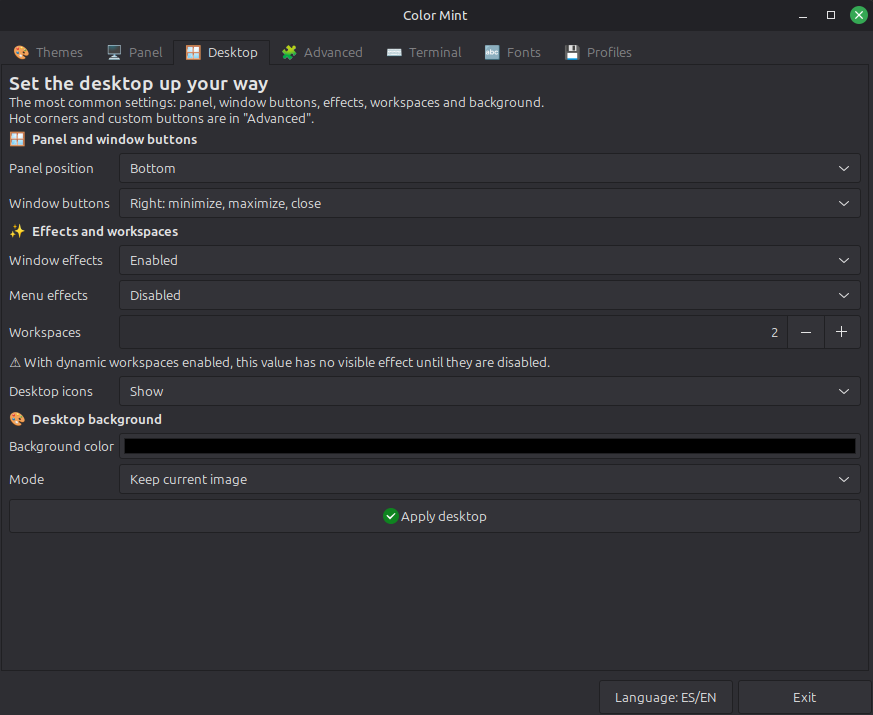 Color Mint
Themes
Panel
Desktop
Advanced
Terminal
Fonts
Profiles
Set the desktop up your way
The most common settings: panel, window buttons, effects, workspaces and background.
Hot corners and custom buttons are in "Advanced".
Panel and window buttons
Panel position
Bottom
Window buttons
Right: minimize, maximize, close
Effects and workspaces
Window effects
Enabled
Menu effects
Disabled
Workspaces
2
⚠ With dynamic workspaces enabled, this value has no visible effect until they are disabled.
Desktop icons
Show
Desktop background
Background color
Mode
Keep current image
Apply desktop
Language: ES/EN
Exit